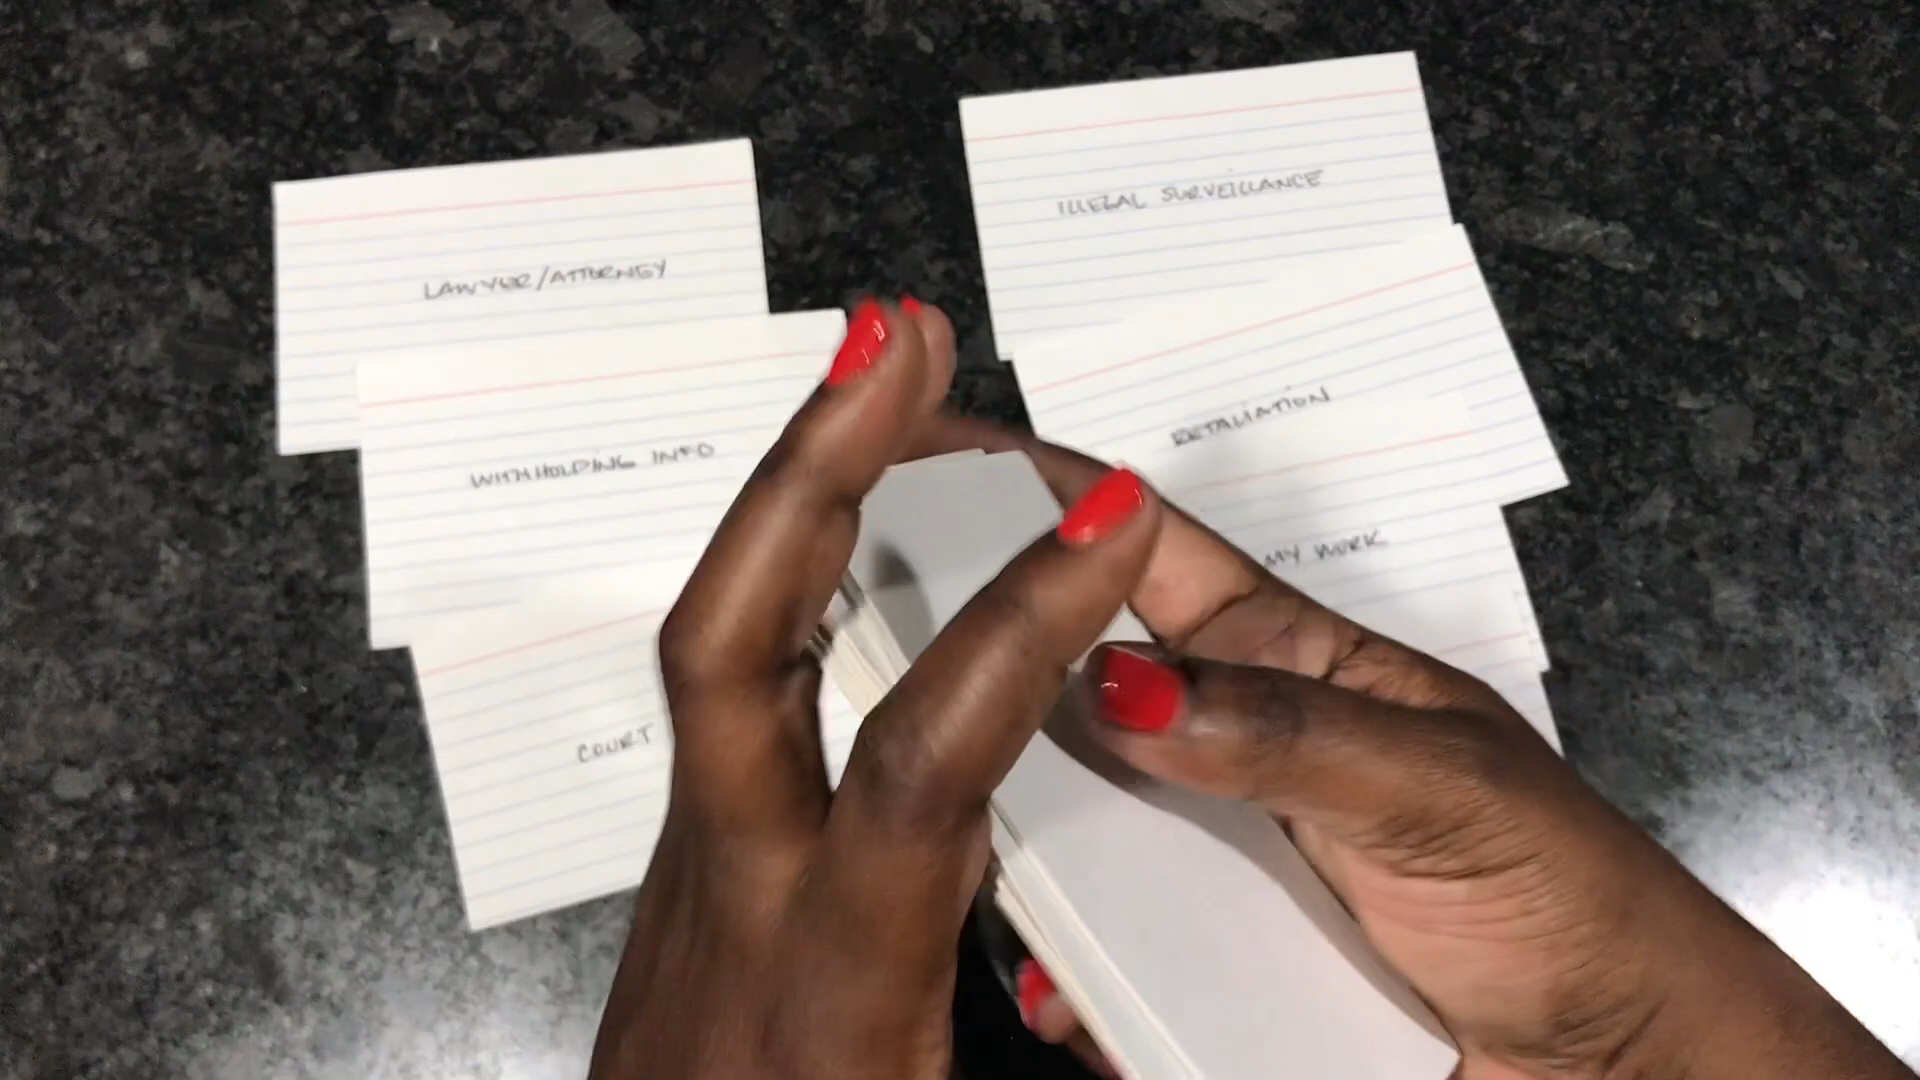 LAWYER/ATTORNEY
WITHHOLDING INFO
COURT
ILLEGAL SURVEILLANCE
RETALIATION
MY WORK